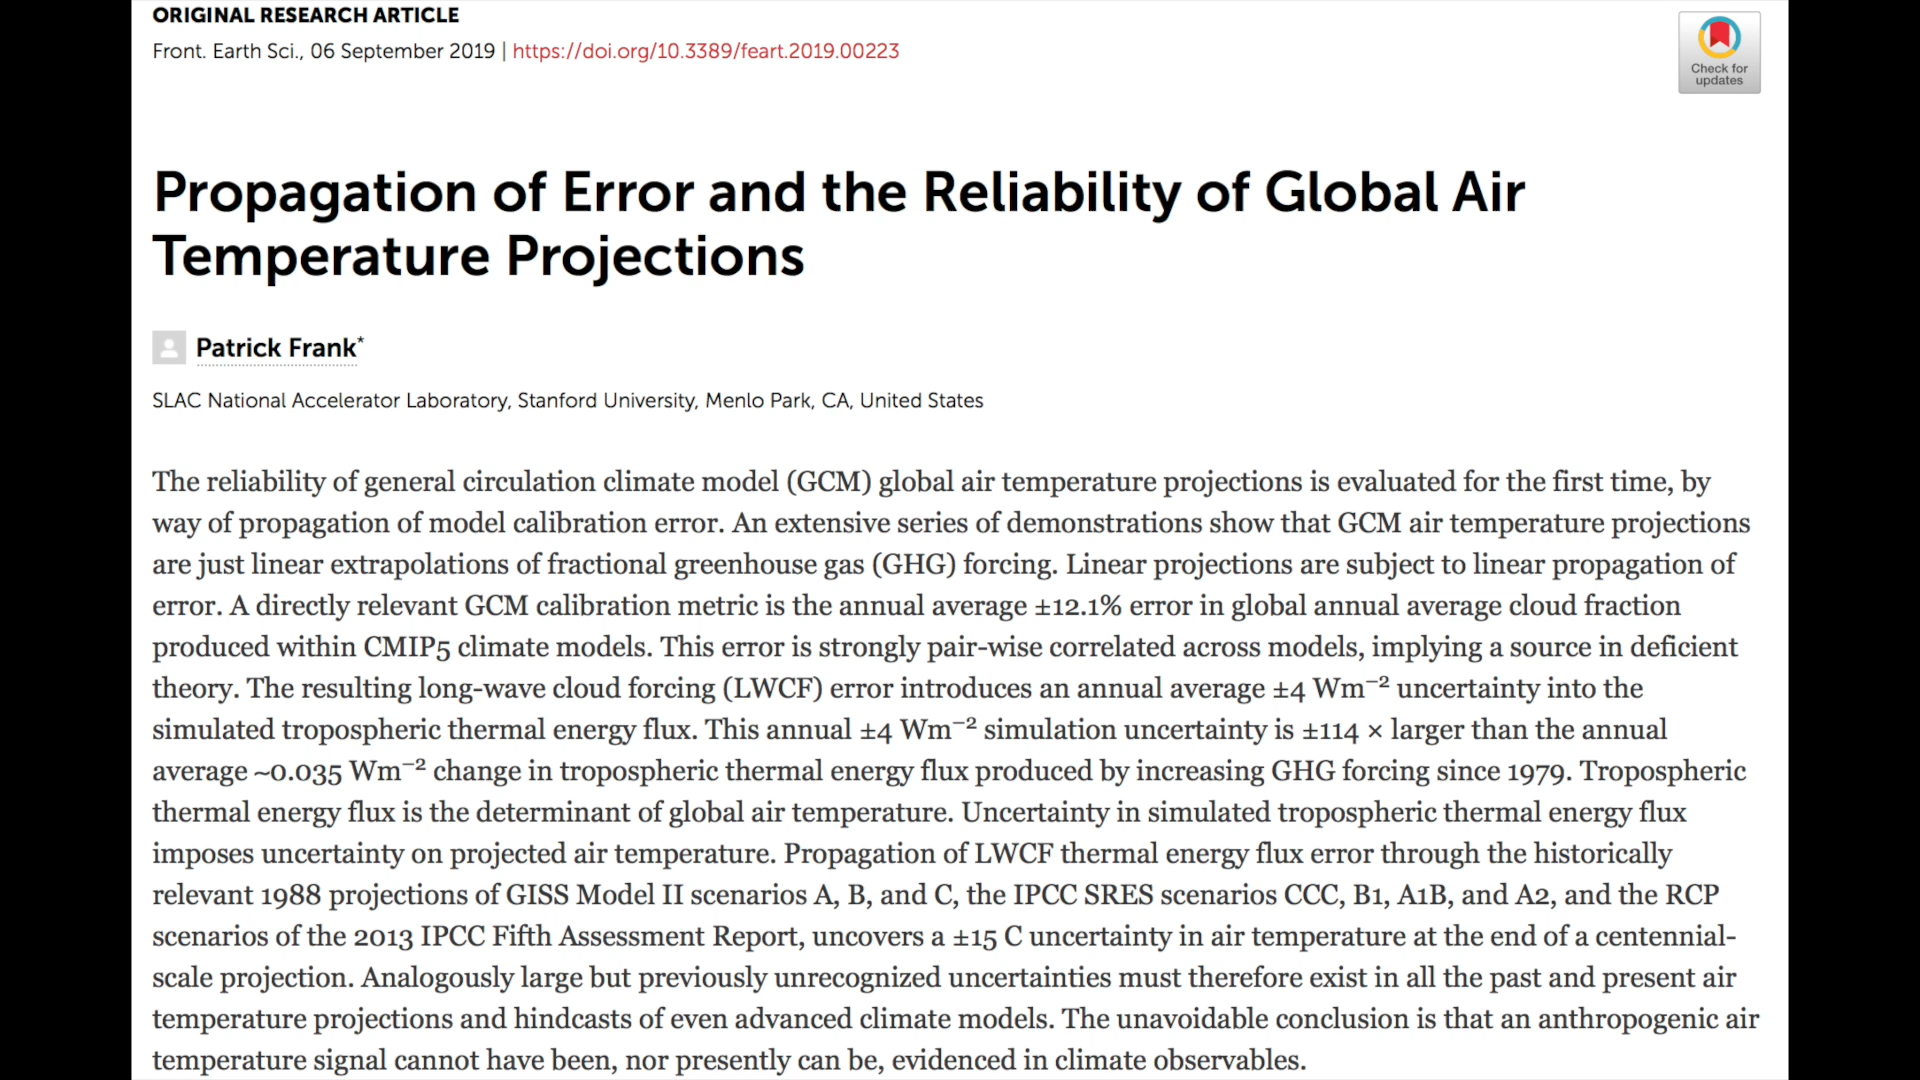 ORIGINAL RESEARCH ARTICLE
Front. Earth Sci., 06 September 2019 | https://doi.org/10.3389/feart.2019.00223
Check for
updates
Propagation of Error and the Reliability of Global Air
Temperature Projections
Patrick Frank*
SLAC National Accelerator Laboratory, Stanford University, Menlo Park, CA, United States
The reliability of general circulation climate model (GCM) global air temperature projections is evaluated for the first time, by
way of propagation of model calibration error. An extensive series of demonstrations show that GCM air temperature projections
are just linear extrapolations of fractional greenhouse gas (GHG) forcing. Linear projections are subject to linear propagation of
error. A directly relevant GCM calibration metric is the annual average ±12.1% error in global annual average cloud fraction
produced within CMIP5 climate models. This error is strongly pair-wise correlated across models, implying a source in deficient
theory. The resulting long-wave cloud forcing (LWCF) error introduces an annual average ±4 Wm⁻² uncertainty into the
simulated tropospheric thermal energy flux. This annual ±4 Wm⁻² simulation uncertainty is ±114 × larger than the annual
average ~0.035 Wm⁻² change in tropospheric thermal energy flux produced by increasing GHG forcing since 1979. Tropospheric
thermal energy flux is the determinant of global air temperature. Uncertainty in simulated tropospheric thermal energy flux
imposes uncertainty on projected air temperature. Propagation of LWCF thermal energy flux error through the historically
relevant 1988 projections of GISS Model II scenarios A, B, and C, the IPCC SRES scenarios CCC, B1, A1B, and A2, and the RCP
scenarios of the 2013 IPCC Fifth Assessment Report, uncovers a ±15 C uncertainty in air temperature at the end of a centennial-
scale projection. Analogously large but previously unrecognized uncertainties must therefore exist in all the past and present air
temperature projections and hindcasts of even advanced climate models. The unavoidable conclusion is that an anthropogenic air
temperature signal cannot have been, nor presently can be, evidenced in climate observables.